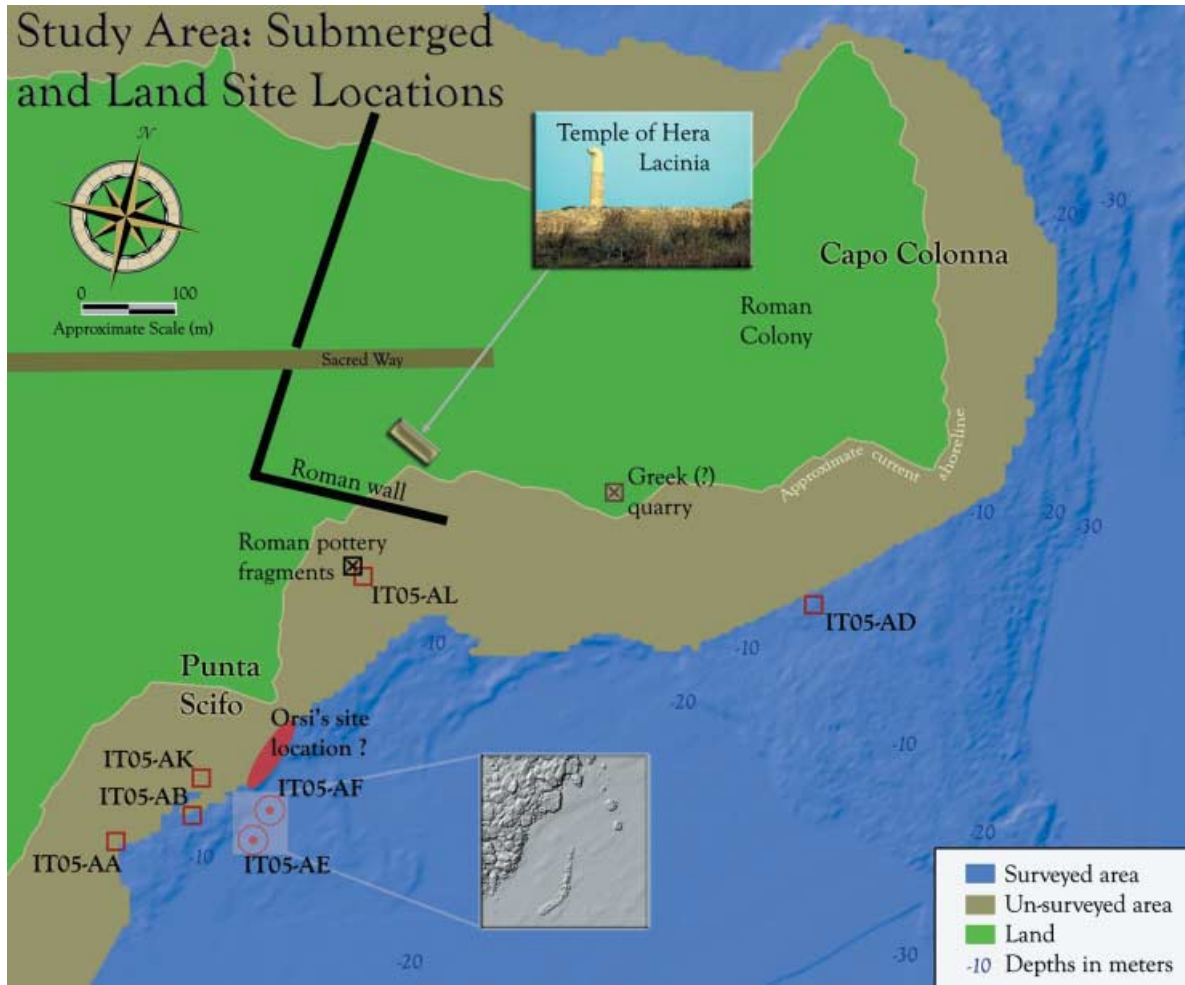 Study Area: Submerged
and Land Site Locations
N
0 100
Approximate Scale (m)
Temple of Hera
Lacinia
-20
-30
Capo Colonna
Roman
Colony
Sacred Way
Roman wall
Approximate current shoreline
Greek (?)
quarry
-10
20
-30
Roman pottery
fragments
IT05-AL
IT05-AD
-10
-10
Punta
Scifo
-20
Orsi's site
location ?
-10
IT05-AK
IT05-AF
IT05-AB
-20
IT05-AA
-10
IT05-AE
-20
-30
Surveyed area
Un-surveyed area
Land
-10 Depths in meters